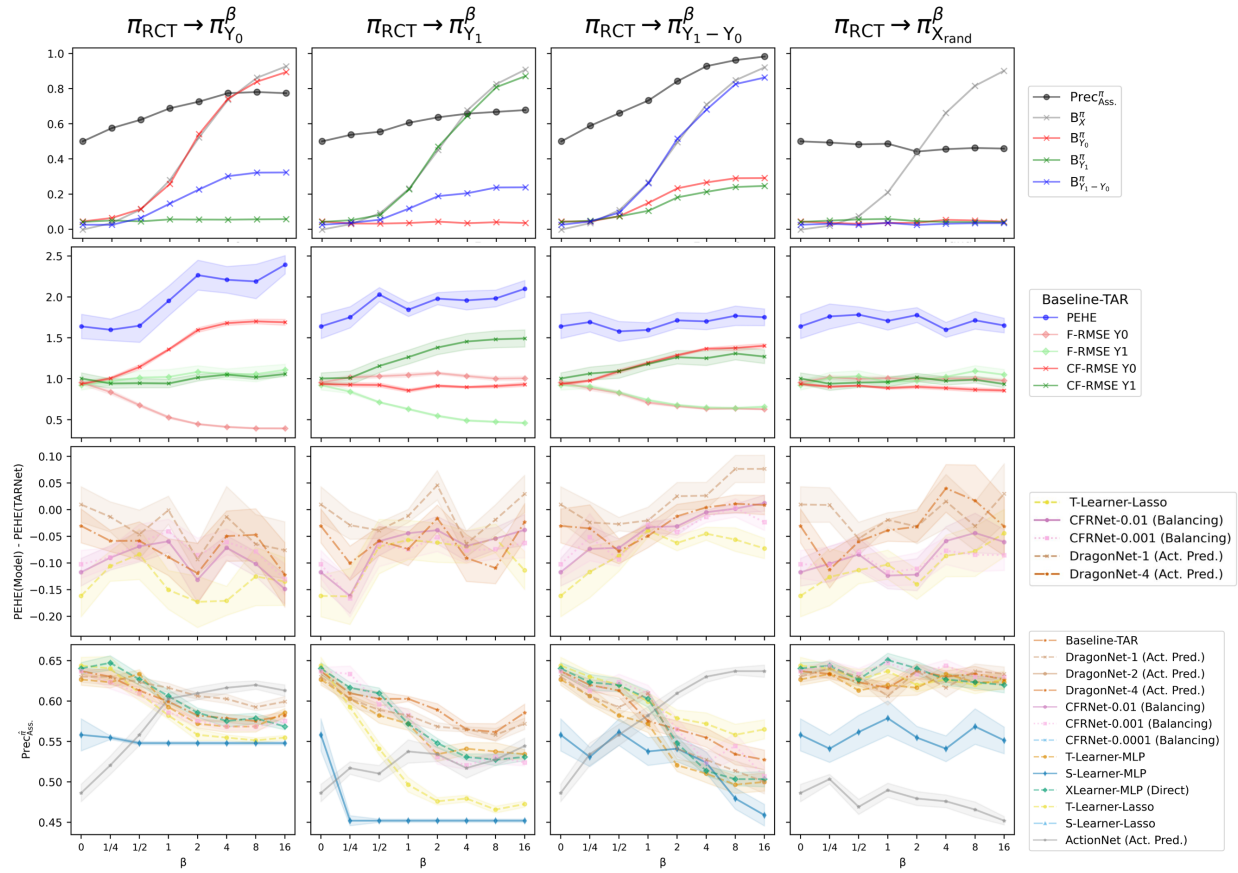 π_RCT → π^β_Y₀
π_RCT → π^β_Y₁
π_RCT → π^β_Y₁ − Y₀
π_RCT → π^β_X_rand
1.0
0.8
0.6
0.4
0.2
0.0
Prec^π_Ass.
B^π_X
B^π_Y₀
B^π_Y₁
B^π_Y₁ − Y₀
2.5
2.0
1.5
1.0
0.5
Baseline-TAR
PEHE
F-RMSE Y0
F-RMSE Y1
CF-RMSE Y0
CF-RMSE Y1
PEHE(Model) - PEHE(TARNet)
0.10
0.05
0.00
−0.05
−0.10
−0.15
−0.20
T-Learner-Lasso
CFRNet-0.01 (Balancing)
CFRNet-0.001 (Balancing)
DragonNet-1 (Act. Pred.)
DragonNet-4 (Act. Pred.)
Prec^π̂_Ass.
0.65
0.60
0.55
0.50
0.45
0 1/4 1/2 1 2 4 8 16
0 1/4 1/2 1 2 4 8 16
0 1/4 1/2 1 2 4 8 16
0 1/4 1/2 1 2 4 8 16
β
β
β
β
Baseline-TAR
DragonNet-1 (Act. Pred.)
DragonNet-2 (Act. Pred.)
DragonNet-4 (Act. Pred.)
CFRNet-0.01 (Balancing)
CFRNet-0.001 (Balancing)
CFRNet-0.0001 (Balancing)
T-Learner-MLP
S-Learner-MLP
XLearner-MLP (Direct)
T-Learner-Lasso
S-Learner-Lasso
ActionNet (Act. Pred.)